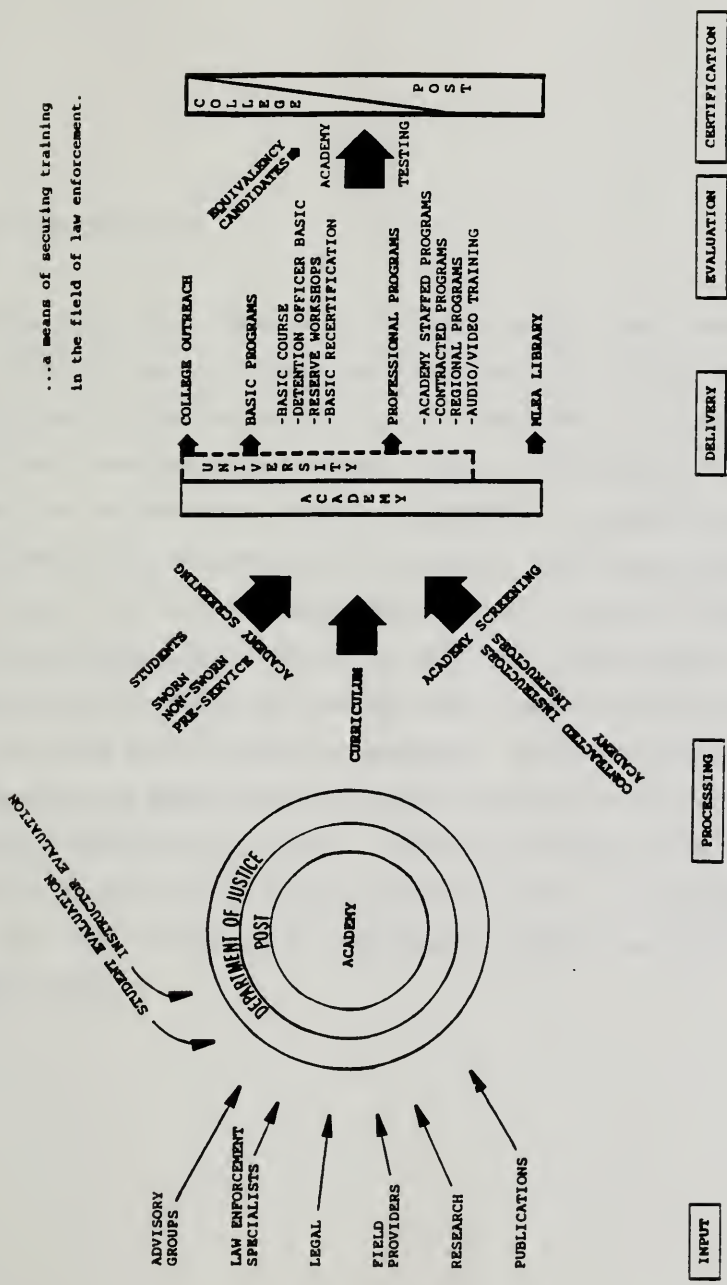 ...a means of securing training
in the field of law enforcement.
STUDENT EVALUATION
INSTRUCTOR EVALUATION
ADVISORY
GROUPS
LAW ENFORCEMENT
SPECIALISTS
LEGAL
FIELD
PROVIDERS
RESEARCH
PUBLICATIONS
DEPARTMENT OF JUSTICE
POST
ACADEMY
STUDENTS
SWORN
NON-SWORN
PRE-SERVICE
ACADEMY SCREENING
CURRICULUM
ACADEMY SCREENING
CONTRACTED INSTRUCTORS
ACADEMY INSTRUCTORS
ACADEMY
UNIVERSITY
COLLEGE OUTREACH
BASIC PROGRAMS
-BASIC COURSE
-DETENTION OFFICER BASIC
-RESERVE WORKSHOPS
-BASIC RECERTIFICATION
PROFESSIONAL PROGRAMS
-ACADEMY STAFFED PROGRAMS
-CONTRACTED PROGRAMS
-REGIONAL PROGRAMS
-AUDIO/VIDEO TRAINING
MLEA LIBRARY
EQUIVALENCY
CANDIDATES
ACADEMY
TESTING
COLLEGE
POST
INPUT
PROCESSING
DELIVERY
EVALUATION
CERTIFICATION